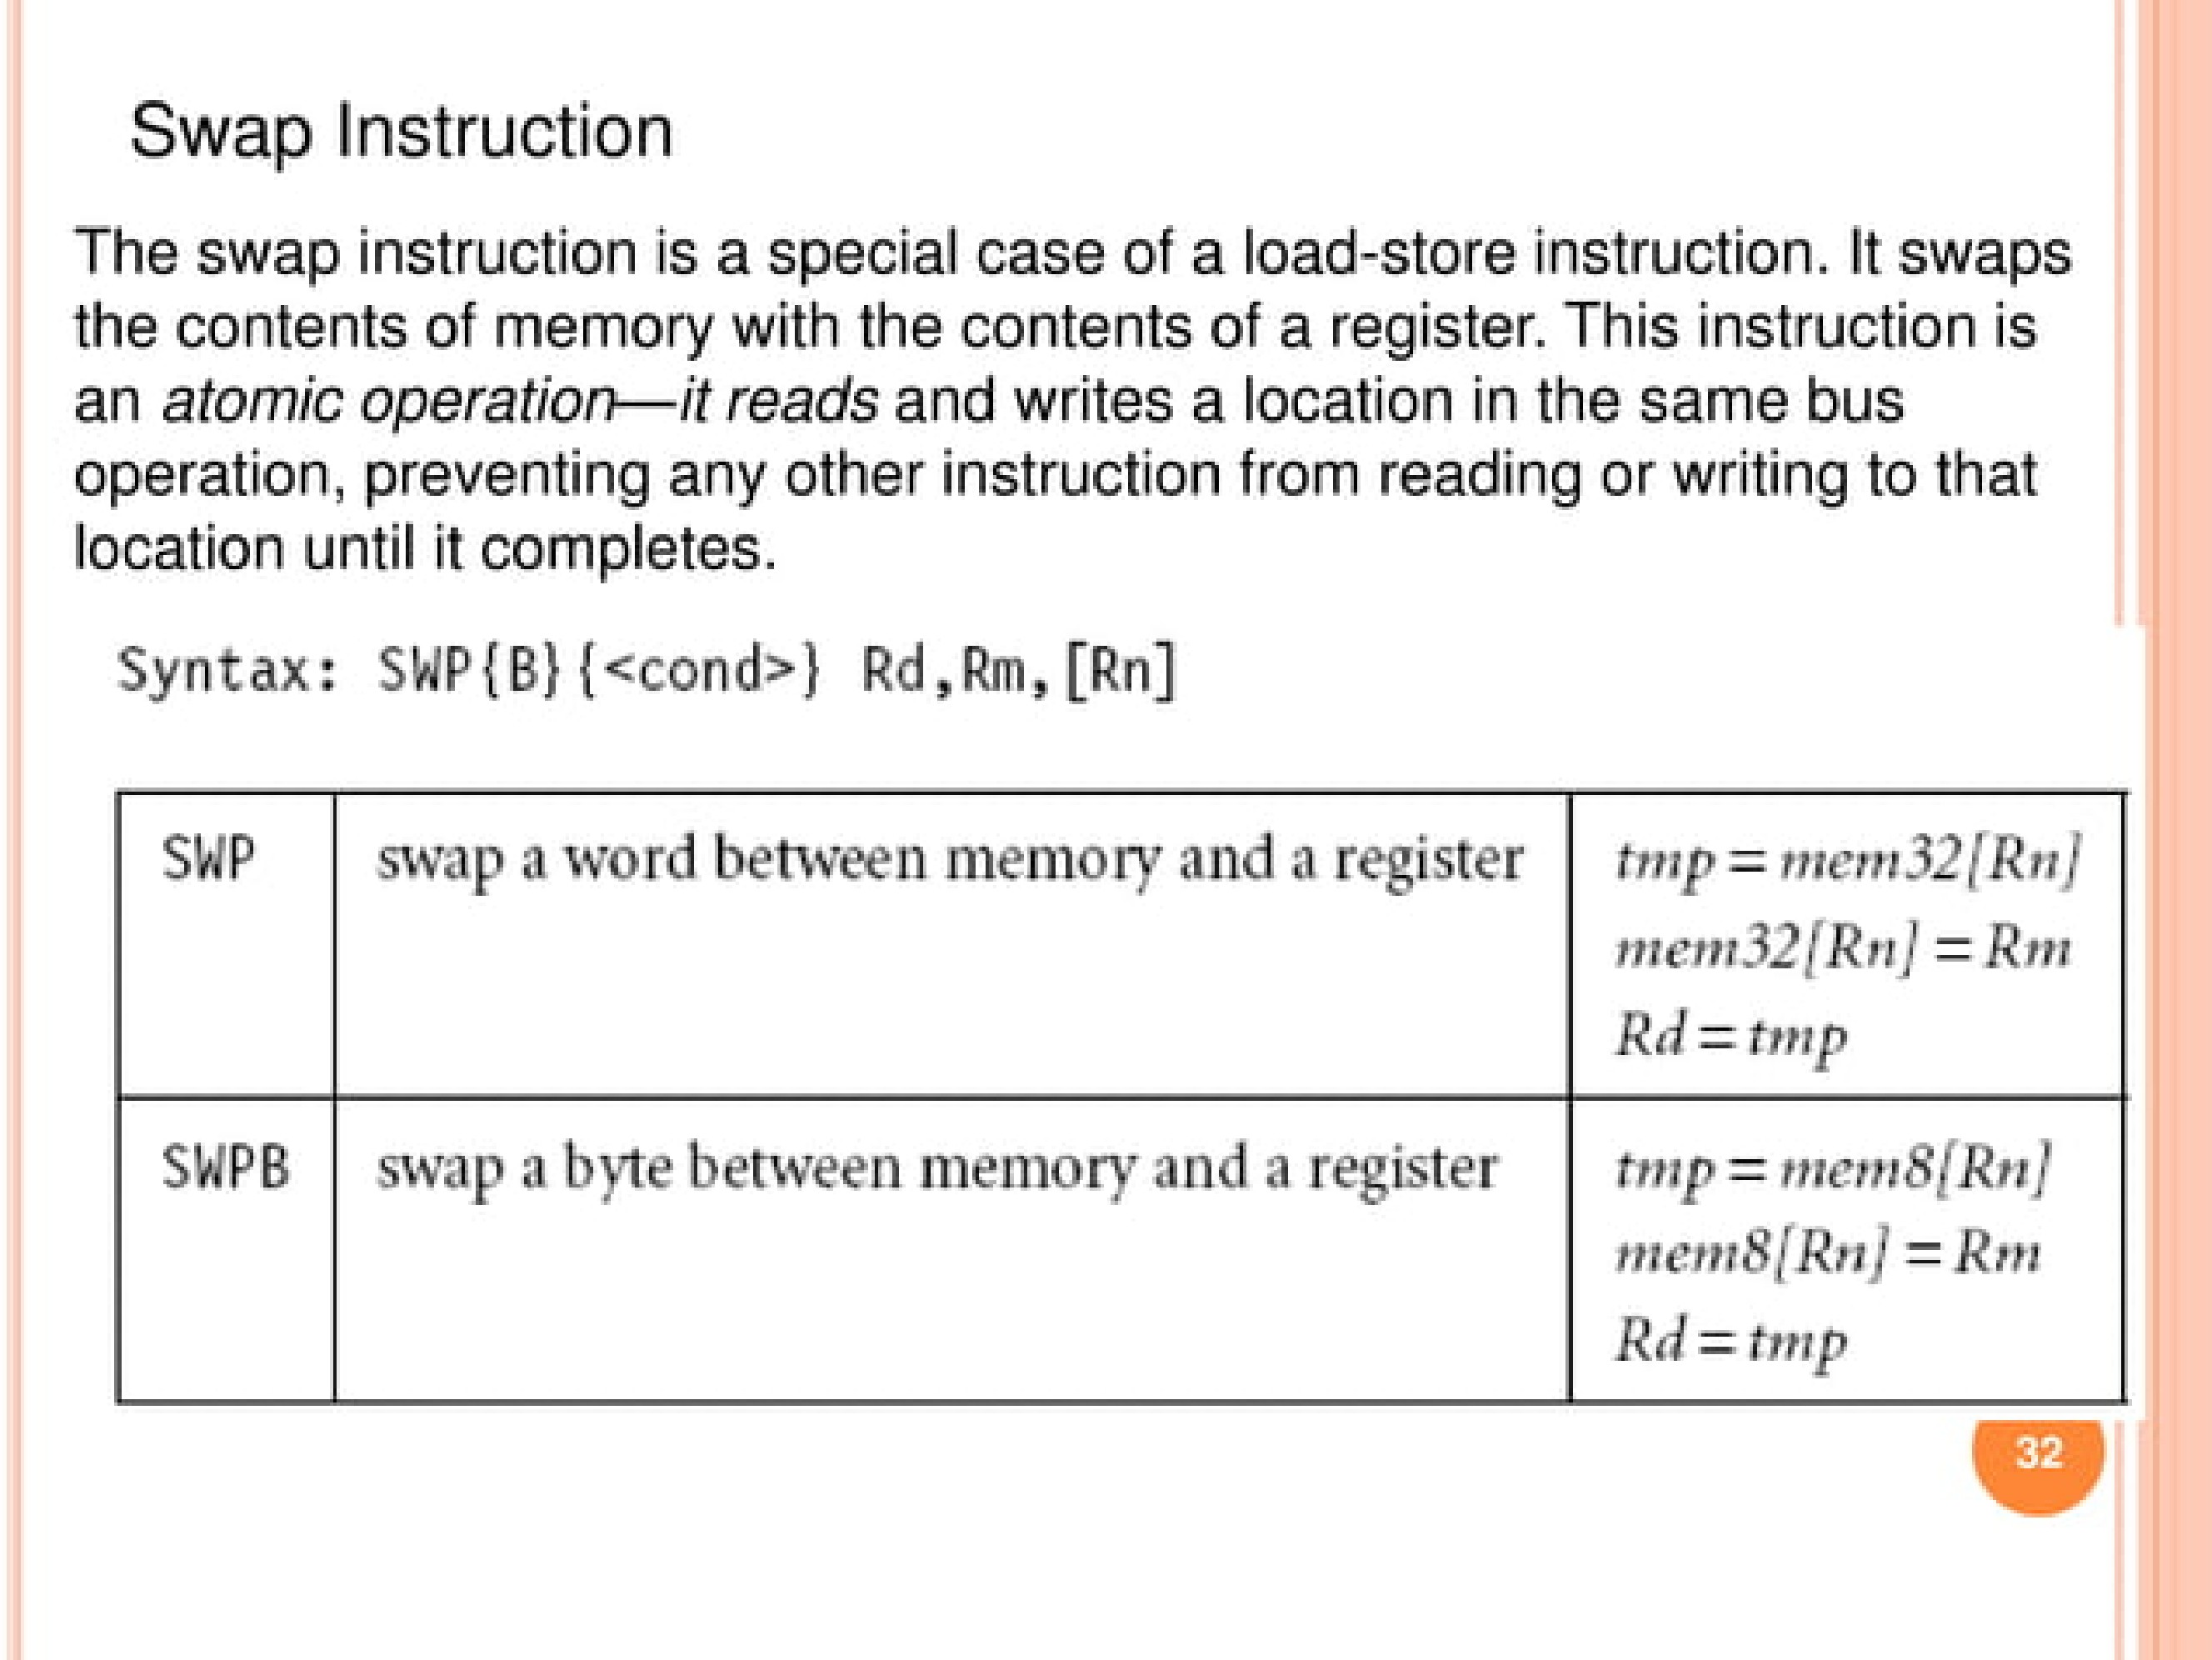 Swap Instruction
The swap instruction is a special case of a load-store instruction. It swaps
the contents of memory with the contents of a register. This instruction is
an atomic operation—it reads and writes a location in the same bus
operation, preventing any other instruction from reading or writing to that
location until it completes.
Syntax: SWP{B}{<cond>} Rd,Rm,[Rn]
SWP swap a word between memory and a register tmp = mem32[Rn]
mem32[Rn] = Rm
Rd = tmp
SWPB swap a byte between memory and a register tmp = mem8[Rn]
mem8[Rn] = Rm
Rd = tmp
32